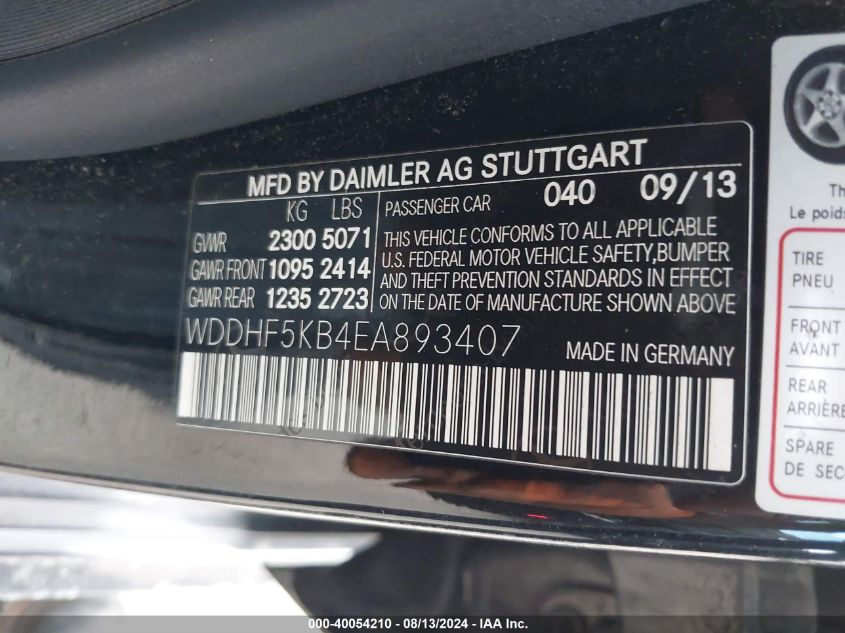 MFD BY DAIMLER AG STUTTGART
KG LBS
PASSENGER CAR 040 09/13
GVWR 2300 5071
GAWR FRONT 1095 2414
GAWR REAR 1235 2723
THIS VEHICLE CONFORMS TO ALL APPLICABLE
U.S. FEDERAL MOTOR VEHICLE SAFETY,BUMPER
AND THEFT PREVENTION STANDARDS IN EFFECT
ON THE DATE OF MANUFACTURE SHOWN ABOVE
WDDHF5KB4EA893407
MADE IN GERMANY
Th
Le poids
TIRE
PNEU
FRONT
AVANT
REAR
ARRIÈRE
SPARE
DE SEC
000-40054210 - 08/13/2024 - IAA Inc.